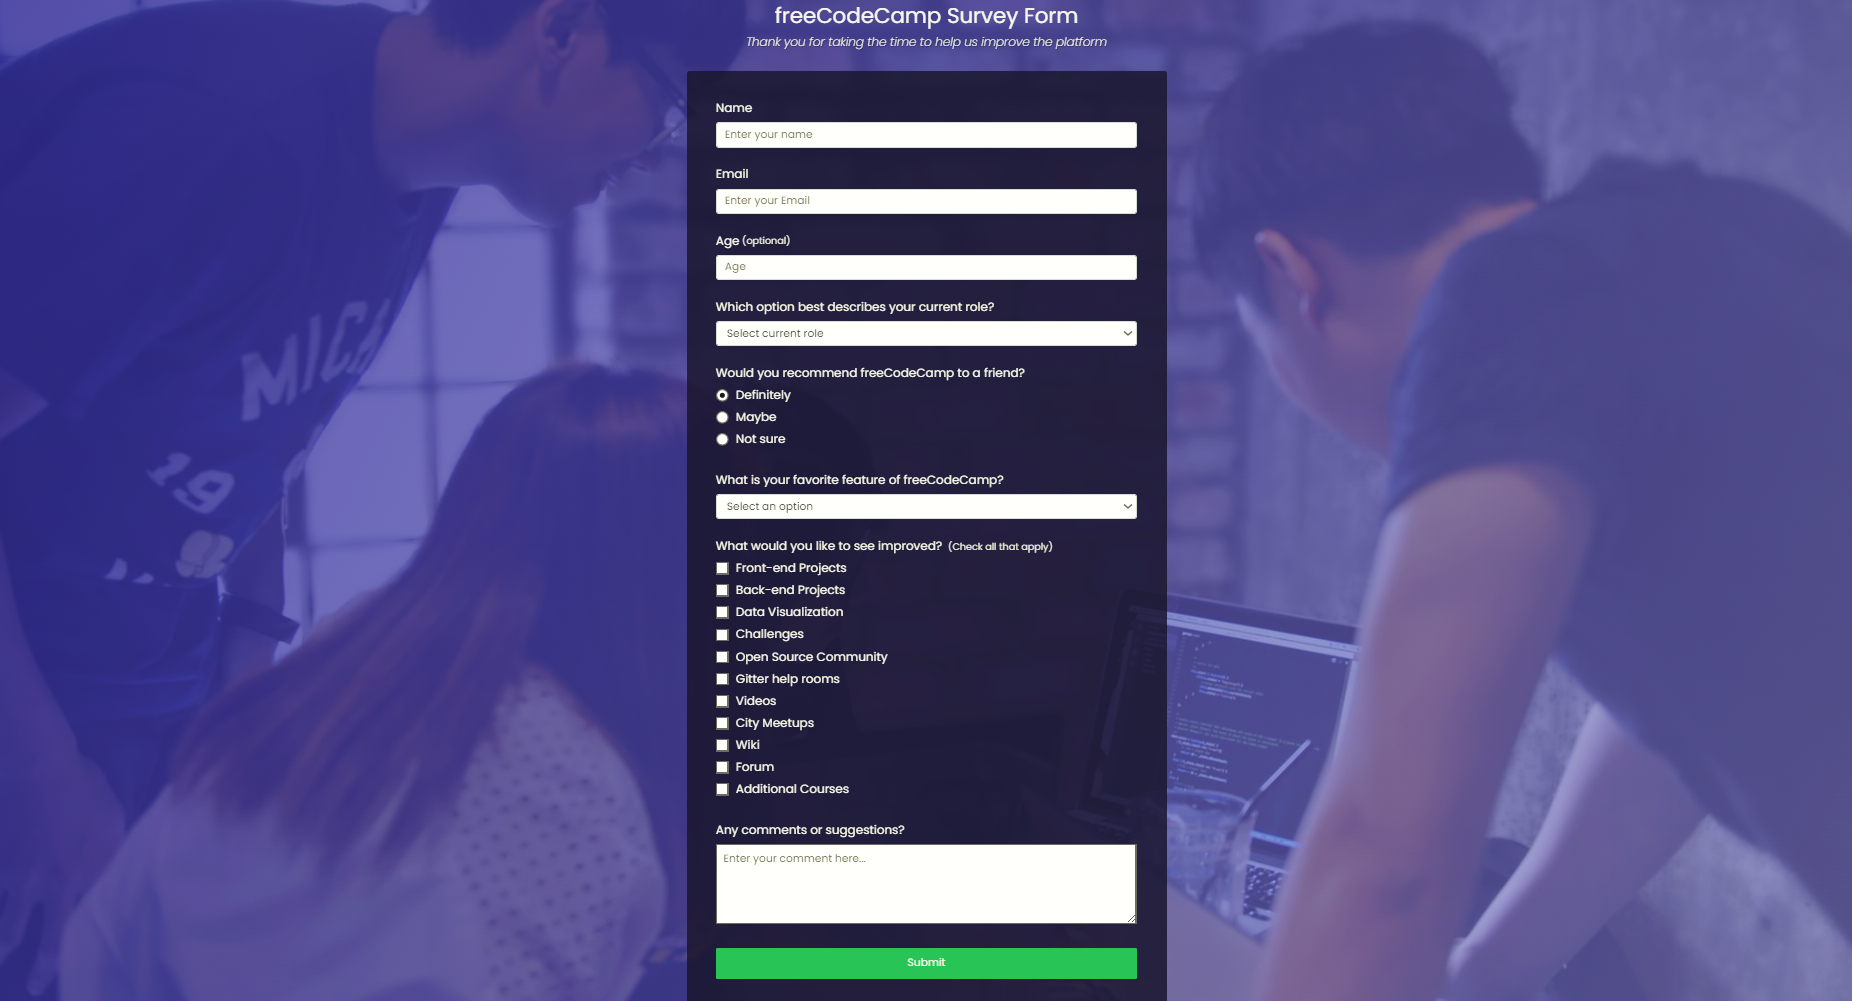 freeCodeCamp Survey Form
Thank you for taking the time to help us improve the platform
Name
Enter your name
Email
Enter your Email
Age (optional)
Age
Which option best describes your current role?
Select current role
Would you recommend freeCodeCamp to a friend?
Definitely
Maybe
Not sure
What is your favorite feature of freeCodeCamp?
Select an option
What would you like to see improved? (Check all that apply)
Front-end Projects
Back-end Projects
Data Visualization
Challenges
Open Source Community
Gitter help rooms
Videos
City Meetups
Wiki
Forum
Additional Courses
Any comments or suggestions?
Enter your comment here...
Submit
MICH
19